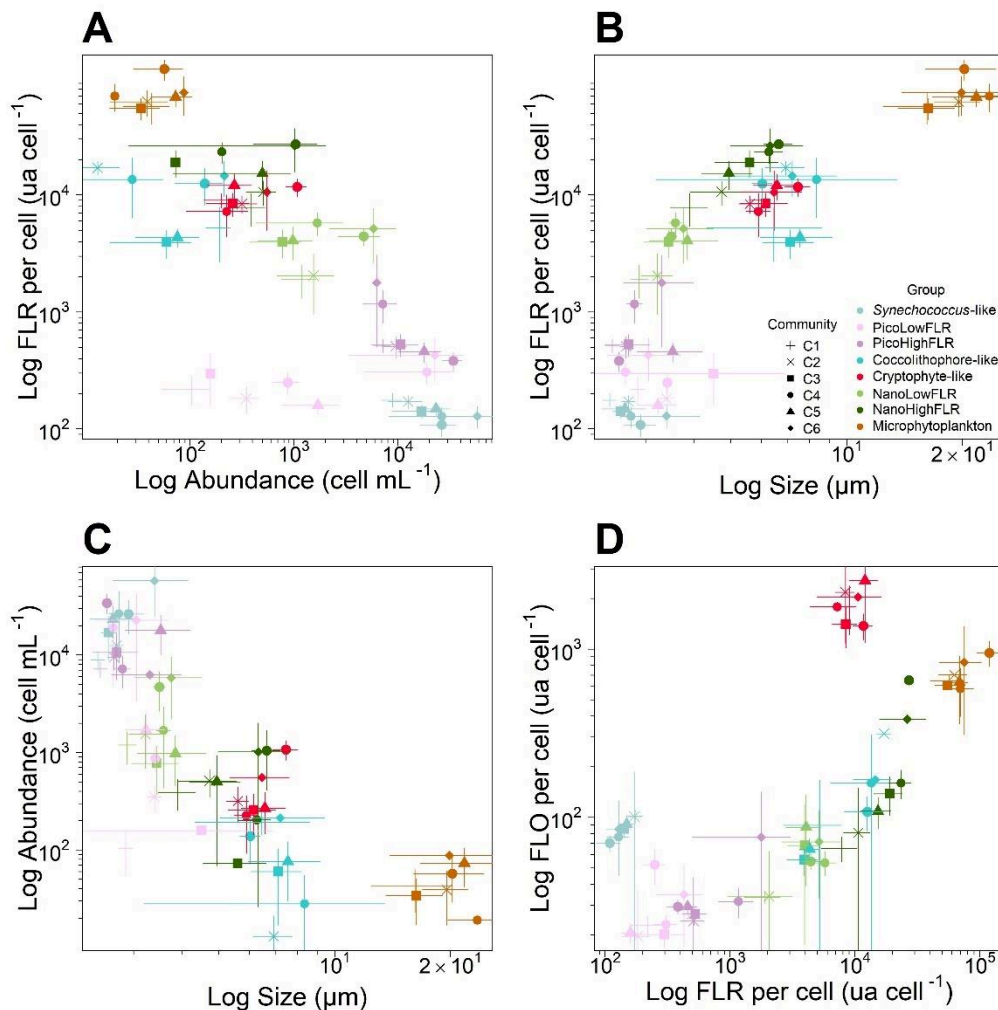 A
B
Log FLR per cell (ua cell⁻¹)
10⁵
10⁴
10³
10²
10² 10³ 10⁴
Log Abundance (cell mL⁻¹)
Log FLR per cell (ua cell⁻¹)
10⁵
10⁴
10³
10²
10¹ 2 × 10¹
Log Size (µm)
Community
+ C1
× C2
■ C3
● C4
▲ C5
◆ C6
Group
Synechococcus-like
PicoLowFLR
PicoHighFLR
Coccolithophore-like
Cryptophyte-like
NanoLowFLR
NanoHighFLR
Microphytoplankton
C
D
Log Abundance (cell mL⁻¹)
10⁴
10³
10²
10¹ 2 × 10¹
Log Size (µm)
Log FLO per cell (ua cell⁻¹)
10³
10²
10² 10³ 10⁴ 10⁵
Log FLR per cell (ua cell⁻¹)